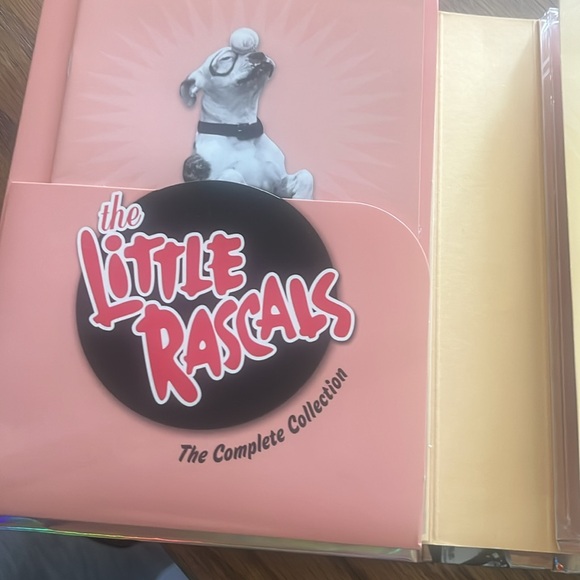 the
Little
Rascals
The Complete Collection